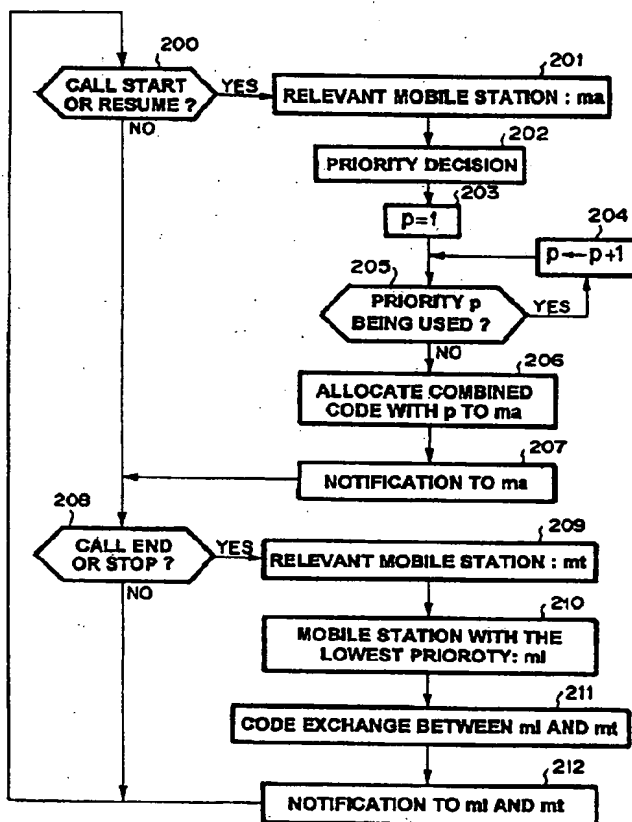 200
CALL START
OR RESUME ?
YES
NO
201
RELEVANT MOBILE STATION : ma
202
PRIORITY DECISION
203
p=1
204
p←p+1
205
PRIORITY p
BEING USED ?
YES
NO
206
ALLOCATE COMBINED
CODE WITH p TO ma
207
NOTIFICATION TO ma
208
CALL END
OR STOP ?
YES
NO
209
RELEVANT MOBILE STATION : mt
210
MOBILE STATION WITH THE
LOWEST PRIOROTY: ml
211
CODE EXCHANGE BETWEEN ml AND mt
212
NOTIFICATION TO ml AND mt